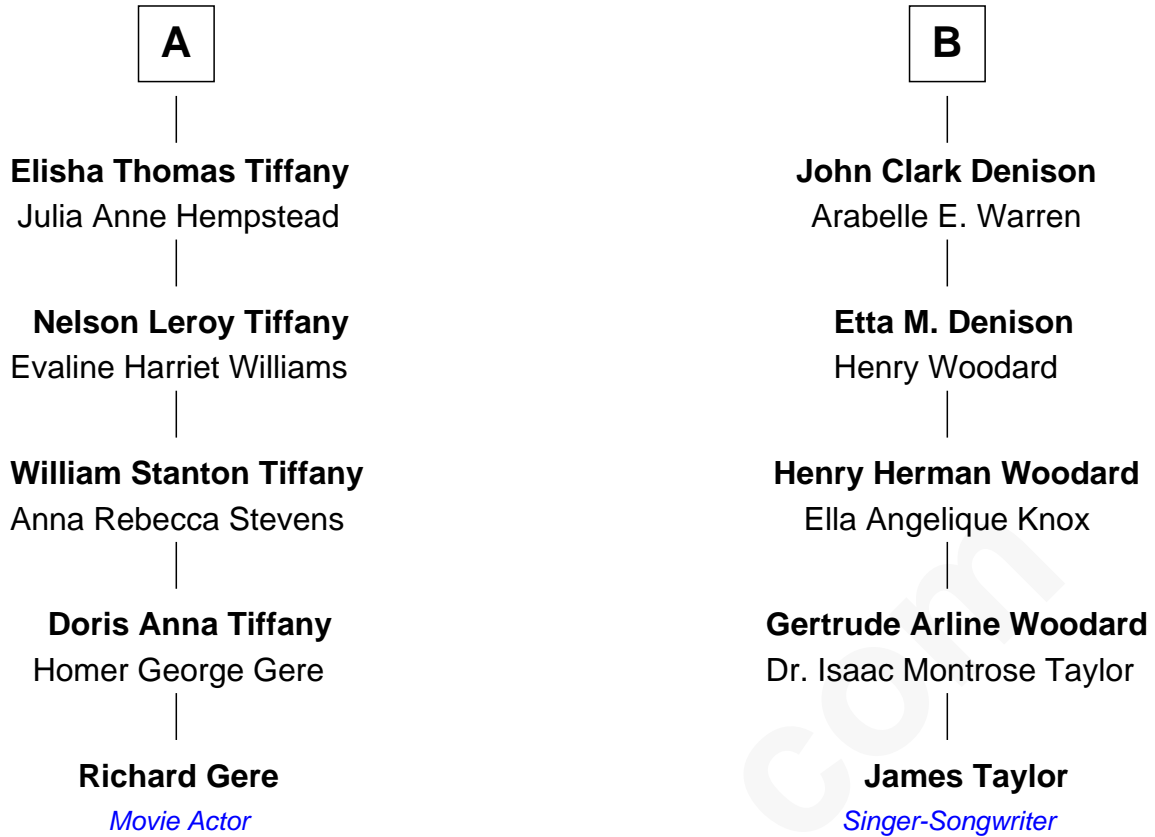 A
Elisha Thomas Tiffany
Julia Anne Hempstead
Nelson Leroy Tiffany
Evaline Harriet Williams
William Stanton Tiffany
Anna Rebecca Stevens
Doris Anna Tiffany
Homer George Gere
Richard Gere
Movie Actor
B
John Clark Denison
Arabelle E. Warren
Etta M. Denison
Henry Woodard
Henry Herman Woodard
Ella Angelique Knox
Gertrude Arline Woodard
Dr. Isaac Montrose Taylor
James Taylor
Singer-Songwriter
com